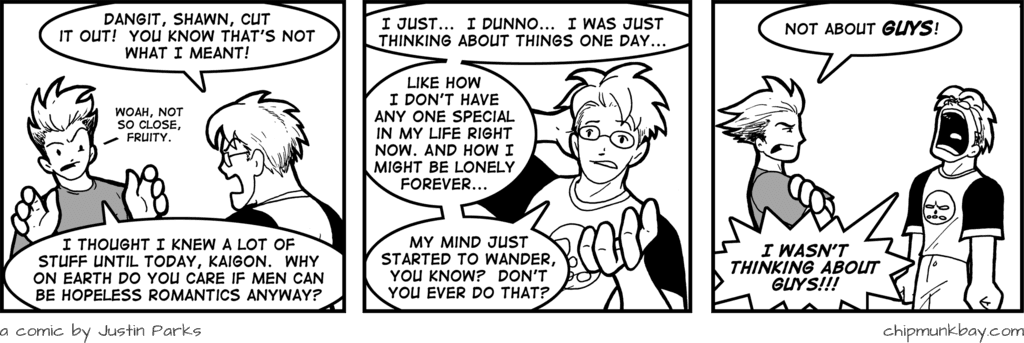 DANGIT, SHAWN, CUT
IT OUT! YOU KNOW THAT'S NOT
WHAT I MEANT!
WOAH, NOT
SO CLOSE,
FRUITY.
I THOUGHT I KNEW A LOT OF
STUFF UNTIL TODAY, KAIGON. WHY
ON EARTH DO YOU CARE IF MEN CAN
BE HOPELESS ROMANTICS ANYWAY?
I JUST... I DUNNO... I WAS JUST
THINKING ABOUT THINGS ONE DAY...
LIKE HOW
I DON'T HAVE
ANY ONE SPECIAL
IN MY LIFE RIGHT
NOW. AND HOW I
MIGHT BE LONELY
FOREVER...
MY MIND JUST
STARTED TO WANDER,
YOU KNOW? DON'T
YOU EVER DO THAT?
NOT ABOUT GUYS!
I WASN'T
THINKING ABOUT
GUYS!!!
a comic by Justin Parks
chipmunkbay.com